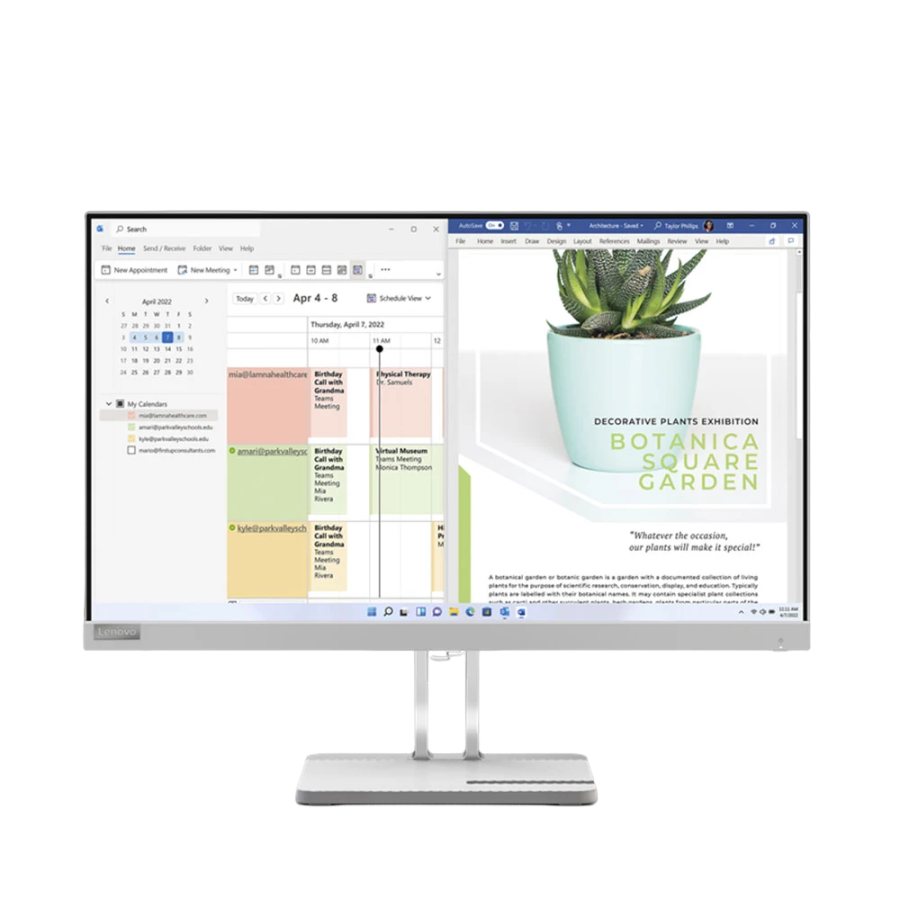 Search
File Home Send / Receive Folder View Help
New Appointment New Meeting
April 2022
S M T W T F S
27 28 29 30 31 1 2
3 4 5 6 7 8 9
10 11 12 13 14 15 16
17 18 19 20 21 22 23
24 25 26 27 28 29 30
My Calendars
mia@lamnahealthcare.com
amari@parkvalleyschools.edu
kyle@parkvalleyschools.edu
mario@firstupconsultants.com
Today Apr 4 - 8 Schedule View
Thursday, April 7, 2022
10 AM 11 AM 12
mia@lamnahealthcare
Birthday
Call with
Grandma
Teams
Meeting
Physical Therapy
Dr. Samuels
amari@parkvalleysc
Birthday
Call with
Grandma
Teams
Meeting
Mia
Rivera
Virtual Museum
Teams Meeting
Monica Thompson
kyle@parkvalleysch
Birthday
Call with
Grandma
Teams
Meeting
Mia
Rivera
AutoSave On Architecture - Saved Taylor Phillips
File Home Insert Draw Design Layout References Mailings Review View Help
DECORATIVE PLANTS EXHIBITION
BOTANICA
SQUARE
GARDEN
"Whatever the occasion,
our plants will make it special!"
A botanical garden or botanic garden is a garden with a documented collection of living
plants for the purpose of scientific research, conservation, display, and education. Typically
plants are labelled with their botanical names. It may contain specialist plant collections
11:11 AM
4/7/2022
Lenovo